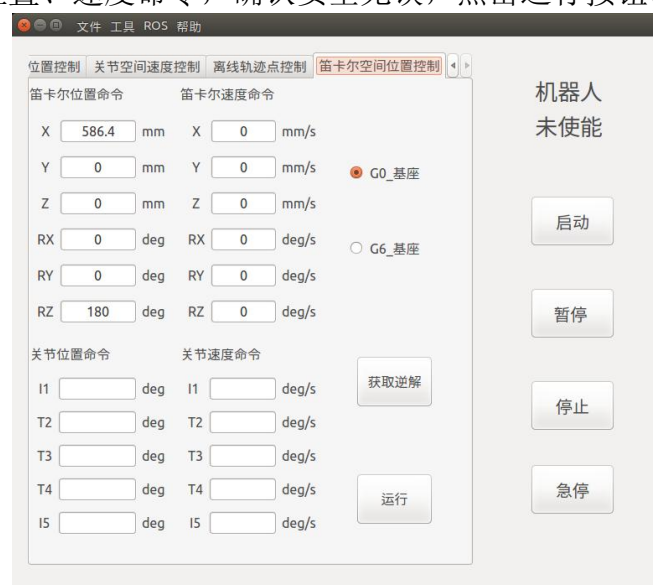 置、速度命令，确认安全无误，点击运行按钮
文件 工具 ROS 帮助
位置控制 关节空间速度控制 离线轨迹点控制 笛卡尔空间位置控制
笛卡尔位置命令 笛卡尔速度命令
X 586.4 mm X 0 mm/s
Y 0 mm Y 0 mm/s
G0_基座
Z 0 mm Z 0 mm/s
RX 0 deg RX 0 deg/s
G6_基座
RY 0 deg RY 0 deg/s
RZ 180 deg RZ 0 deg/s
关节位置命令 关节速度命令
I1 deg I1 deg/s
获取逆解
T2 deg T2 deg/s
T3 deg T3 deg/s
T4 deg T4 deg/s
运行
I5 deg I5 deg/s
机器人
未使能
启动
暂停
停止
急停